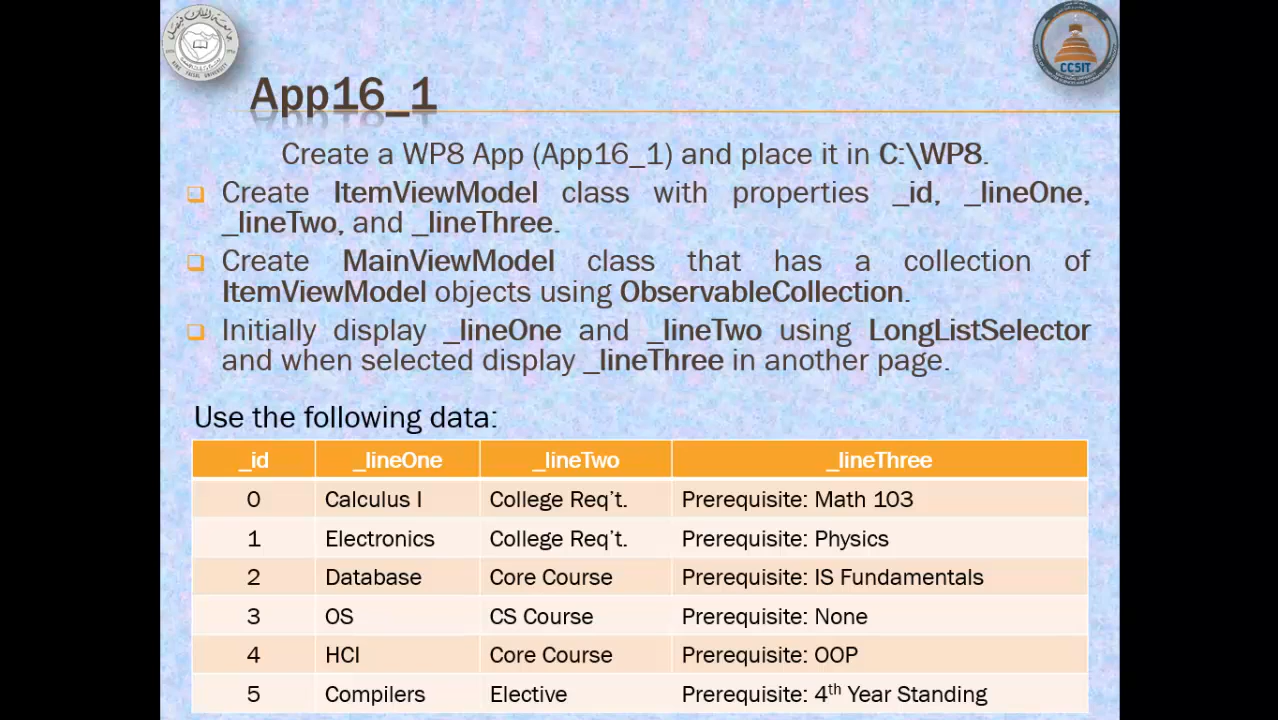 CCSIT
App16_1
Create a WP8 App (App16_1) and place it in C:\WP8.
Create ItemViewModel class with properties _id, _lineOne,
_lineTwo, and _lineThree.
Create MainViewModel class that has a collection of
ItemViewModel objects using ObservableCollection.
Initially display _lineOne and _lineTwo using LongListSelector
and when selected display _lineThree in another page.
Use the following data:
_id _lineOne _lineTwo _lineThree
0 Calculus I College Req't. Prerequisite: Math 103
1 Electronics College Req't. Prerequisite: Physics
2 Database Core Course Prerequisite: IS Fundamentals
3 OS CS Course Prerequisite: None
4 HCI Core Course Prerequisite: OOP
5 Compilers Elective Prerequisite: 4th Year Standing